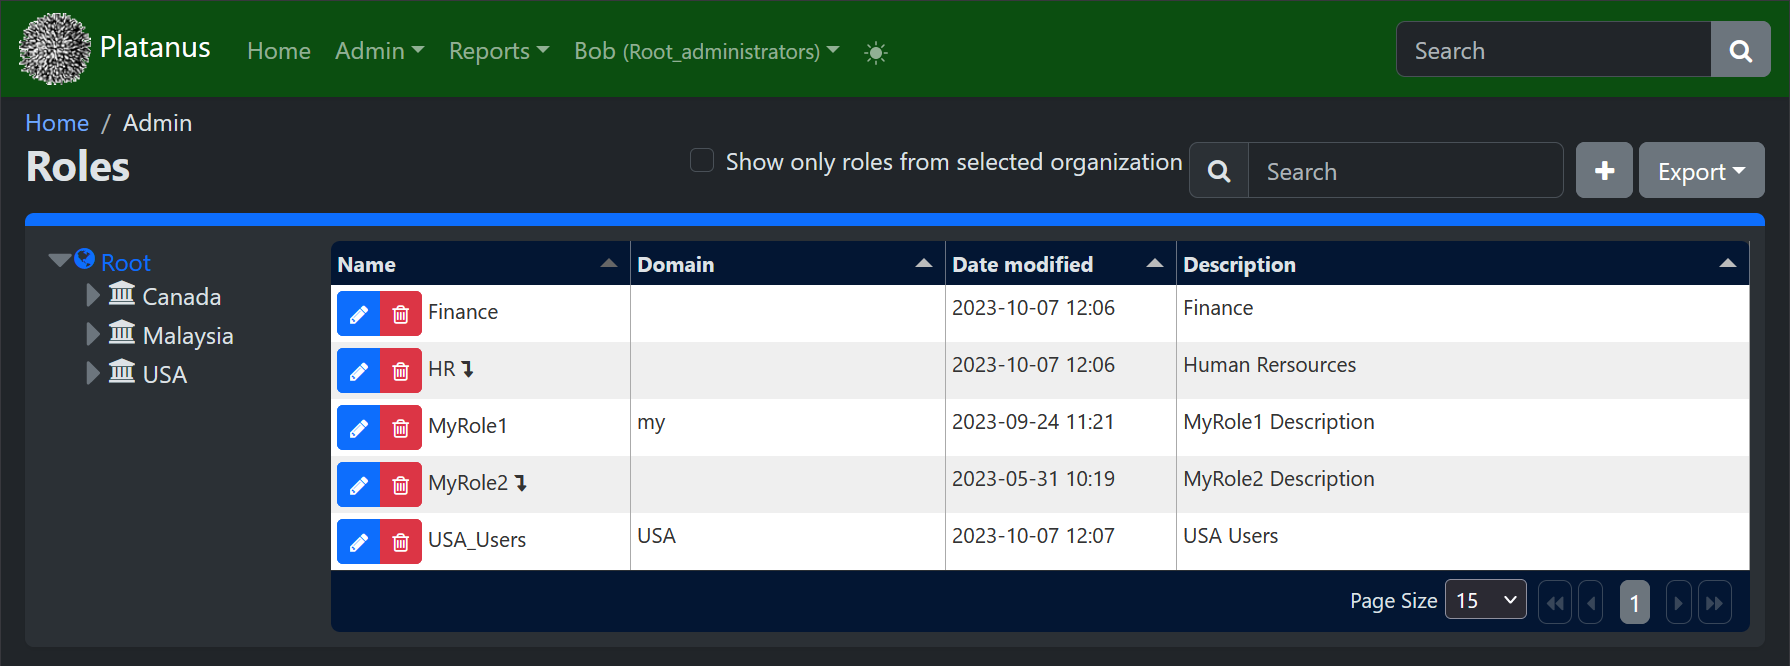 Platanus Home Admin Reports Bob (Root_administrators) Search
Home / Admin
Roles Show only roles from selected organization Search Export
Root
Canada
Malaysia
USA
Name Domain Date modified Description
Finance 2023-10-07 12:06 Finance
HR 2023-10-07 12:06 Human Rersources
MyRole1 my 2023-09-24 11:21 MyRole1 Description
MyRole2 2023-05-31 10:19 MyRole2 Description
USA_Users USA 2023-10-07 12:07 USA Users
Page Size 15 1